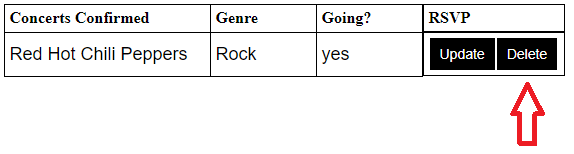 Concerts Confirmed Genre Going? RSVP
Red Hot Chili Peppers Rock yes Update Delete